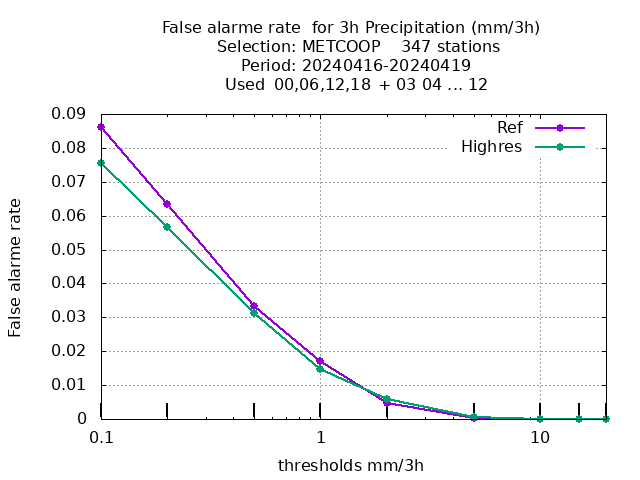 False alarme rate  for 3h Precipitation (mm/3h)
Selection: METCOOP    347 stations
Period: 20240416-20240419
Used  00,06,12,18 + 03 04 ... 12
Ref
Highres
0.09
0.08
0.07
0.06
0.05
0.04
0.03
0.02
0.01
0
False alarme rate
0.1 1 10
thresholds mm/3h